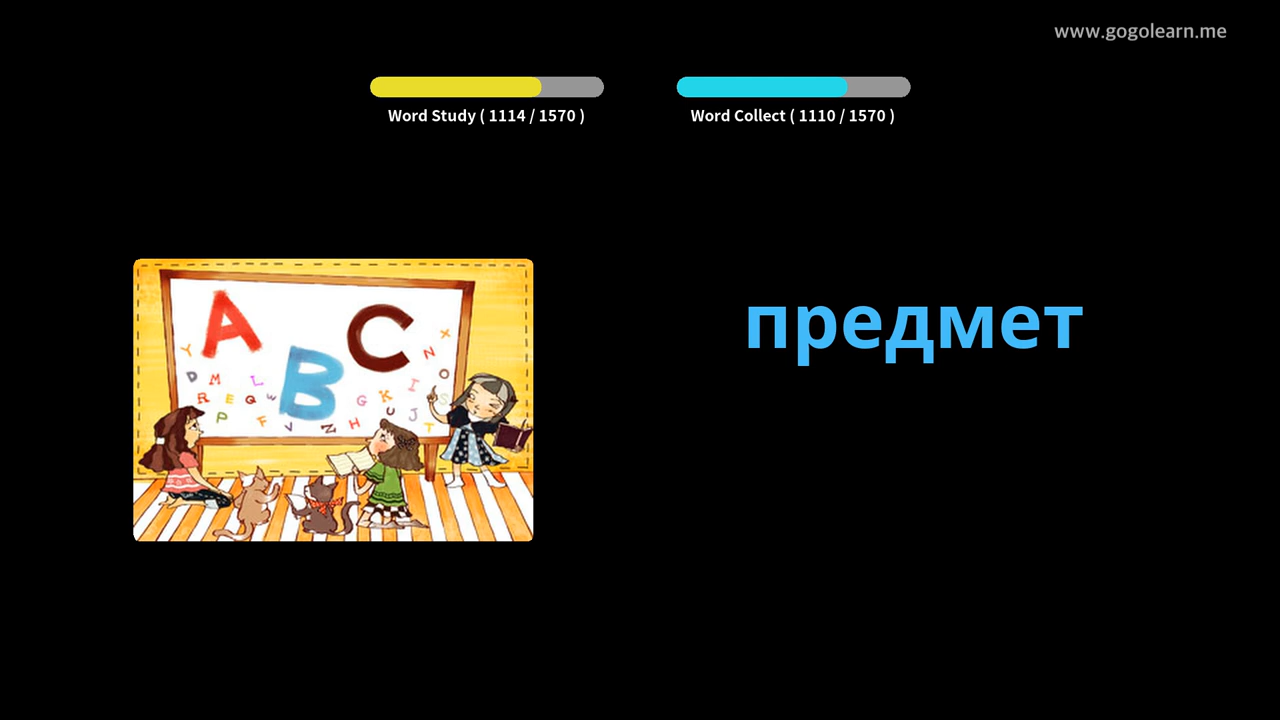 www.gogolearn.me
Word Study ( 1114 / 1570 )
Word Collect ( 1110 / 1570 )
предмет
A
B
C
X
Y
N
D M L I O
R E Q W G K S
P F V Z H U J T